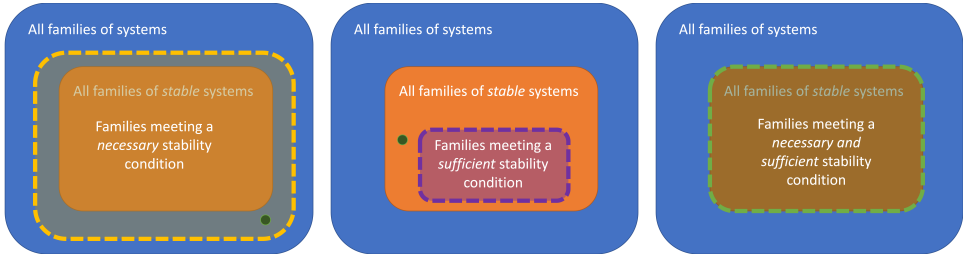 All families of systems
All families of stable systems
Families meeting a
necessary stability
condition
All families of systems
All families of stable systems
Families meeting a
sufficient stability
condition
All families of systems
All families of stable systems
Families meeting a
necessary and
sufficient stability
condition